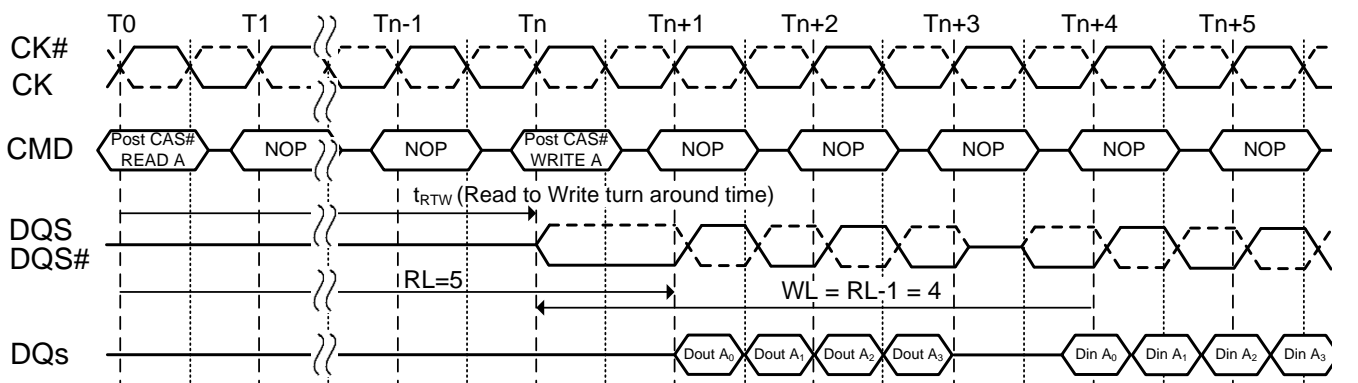 T0 T1 Tn-1 Tn Tn+1 Tn+2 Tn+3 Tn+4 Tn+5
CK#
CK
CMD
Post CAS# READ A
NOP
NOP
Post CAS# WRITE A
NOP
NOP
NOP
NOP
NOP
tRTW (Read to Write turn around time)
DQS
DQS#
RL=5
WL = RL-1 = 4
DQs
Dout A0 Dout A1 Dout A2 Dout A3 Din A0 Din A1 Din A2 Din A3